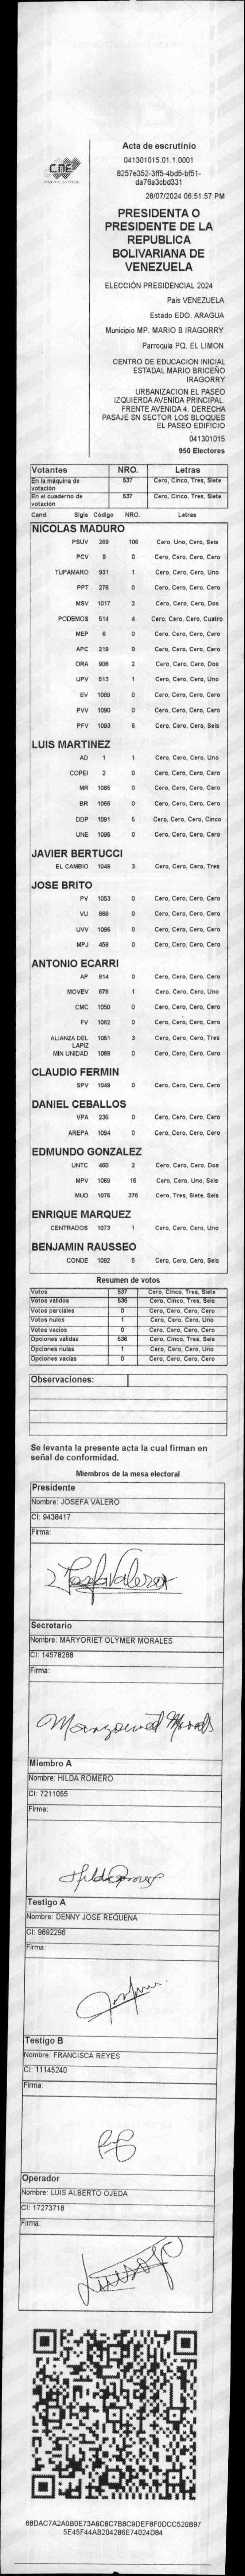 CNE
Acta de escrutinio
041301015.01.1.0001
8257e352-3ff5-4bd5-bf51-
da76a3cbd331
28/07/2024 06:51:57 PM
PRESIDENTA O
PRESIDENTE DE LA
REPUBLICA
BOLIVARIANA DE
VENEZUELA
ELECCIÓN PRESIDENCIAL 2024
Pais VENEZUELA
Estado EDO. ARAGUA
Municipio MP. MARIO B IRAGORRY
Parroquia PQ. EL LIMON
CENTRO DE EDUCACION INICIAL
ESTADAL MARIO BRICEÑO
IRAGORRY
URBANIZACION EL PASEO
IZQUIERDA AVENIDA PRINCIPAL.
FRENTE AVENIDA 4. DERECHA
PASAJE SN SECTOR LOS BLOQUES
EL PASEO EDIFICIO
041301015
950 Electores
Votantes NRO. Letras
En la máquina de votación 537 Cero, Cinco, Tres, Siete
En el cuaderno de votación 537 Cero, Cinco, Tres, Siete
Cand. Sigla Código NRO. Letras
NICOLAS MADURO
PSUV 269 106 Cero, Uno, Cero, Seis
PCV 9 0 Cero, Cero, Cero, Cero
TUPAMARO 931 1 Cero, Cero, Cero, Uno
PPT 276 0 Cero, Cero, Cero, Cero
MSV 1017 2 Cero, Cero, Cero, Dos
PODEMOS 514 4 Cero, Cero, Cero, Cuatro
MEP 6 0 Cero, Cero, Cero, Cero
APC 219 0 Cero, Cero, Cero, Cero
ORA 906 2 Cero, Cero, Cero, Dos
UPV 613 1 Cero, Cero, Cero, Uno
EV 1089 0 Cero, Cero, Cero, Cero
PVV 1090 0 Cero, Cero, Cero, Cero
PFV 1093 6 Cero, Cero, Cero, Seis
LUIS MARTINEZ
AD 1 1 Cero, Cero, Cero, Uno
COPEI 2 0 Cero, Cero, Cero, Cero
MR 1065 0 Cero, Cero, Cero, Cero
BR 1066 0 Cero, Cero, Cero, Cero
DDP 1091 5 Cero, Cero, Cero, Cinco
UNE 1095 0 Cero, Cero, Cero, Cero
JAVIER BERTUCCI
EL CAMBIO 1048 3 Cero, Cero, Cero, Tres
JOSE BRITO
PV 1053 0 Cero, Cero, Cero, Cero
VU 968 0 Cero, Cero, Cero, Cero
UVV 1096 0 Cero, Cero, Cero, Cero
MPJ 458 0 Cero, Cero, Cero, Cero
ANTONIO ECARRI
AP 914 0 Cero, Cero, Cero, Cero
MOVEV 878 1 Cero, Cero, Cero, Uno
CMC 1050 0 Cero, Cero, Cero, Cero
FV 1062 0 Cero, Cero, Cero, Cero
ALIANZA DEL LAPIZ 1051 3 Cero, Cero, Cero, Tres
MIN UNIDAD 1068 0 Cero, Cero, Cero, Cero
CLAUDIO FERMIN
SPV 1049 0 Cero, Cero, Cero, Cero
DANIEL CEBALLOS
VPA 236 0 Cero, Cero, Cero, Cero
AREPA 1094 0 Cero, Cero, Cero, Cero
EDMUNDO GONZALEZ
UNTC 460 2 Cero, Cero, Cero, Dos
MPV 1069 16 Cero, Cero, Uno, Seis
MUD 1075 376 Cero, Tres, Siete, Seis
ENRIQUE MARQUEZ
CENTRADOS 1073 1 Cero, Cero, Cero, Uno
BENJAMIN RAUSSEO
CONDE 1092 6 Cero, Cero, Cero, Seis
Resumen de votos
Votos 537 Cero, Cinco, Tres, Siete
Votos validos 536 Cero, Cinco, Tres, Seis
Votos parciales 0 Cero, Cero, Cero, Cero
Votos nulos 1 Cero, Cero, Cero, Uno
Votos vacios 0 Cero, Cero, Cero, Cero
Opciones validas 536 Cero, Cinco, Tres, Seis
Opciones nulas 1 Cero, Cero, Cero, Uno
Opciones vacias 0 Cero, Cero, Cero, Cero
Observaciones:
Se levanta la presente acta la cual firman en
señal de conformidad.
Miembros de la mesa electoral
Presidente
Nombre: JOSEFA VALERO
CI: 9438417
Firma:
Josefa Valero
Secretario
Nombre: MARYORIET OLYMER MORALES
CI: 14578268
Firma:
Maryoriet Morales
Miembro A
Nombre: HILDA ROMERO
CI: 7211055
Firma:
Testigo A
Nombre: DENNY JOSE REQUENA
CI: 9692296
Firma:
Testigo B
Nombre: FRANCISCA REYES
CI: 11145240
Firma:
Operador
Nombre: LUIS ALBERTO OJEDA
CI: 17273718
Firma:
68DAC7A2A0B0E73A6C6C7B8C9DEF8F0DCC520B97
5E45F44AB204286E74024D84